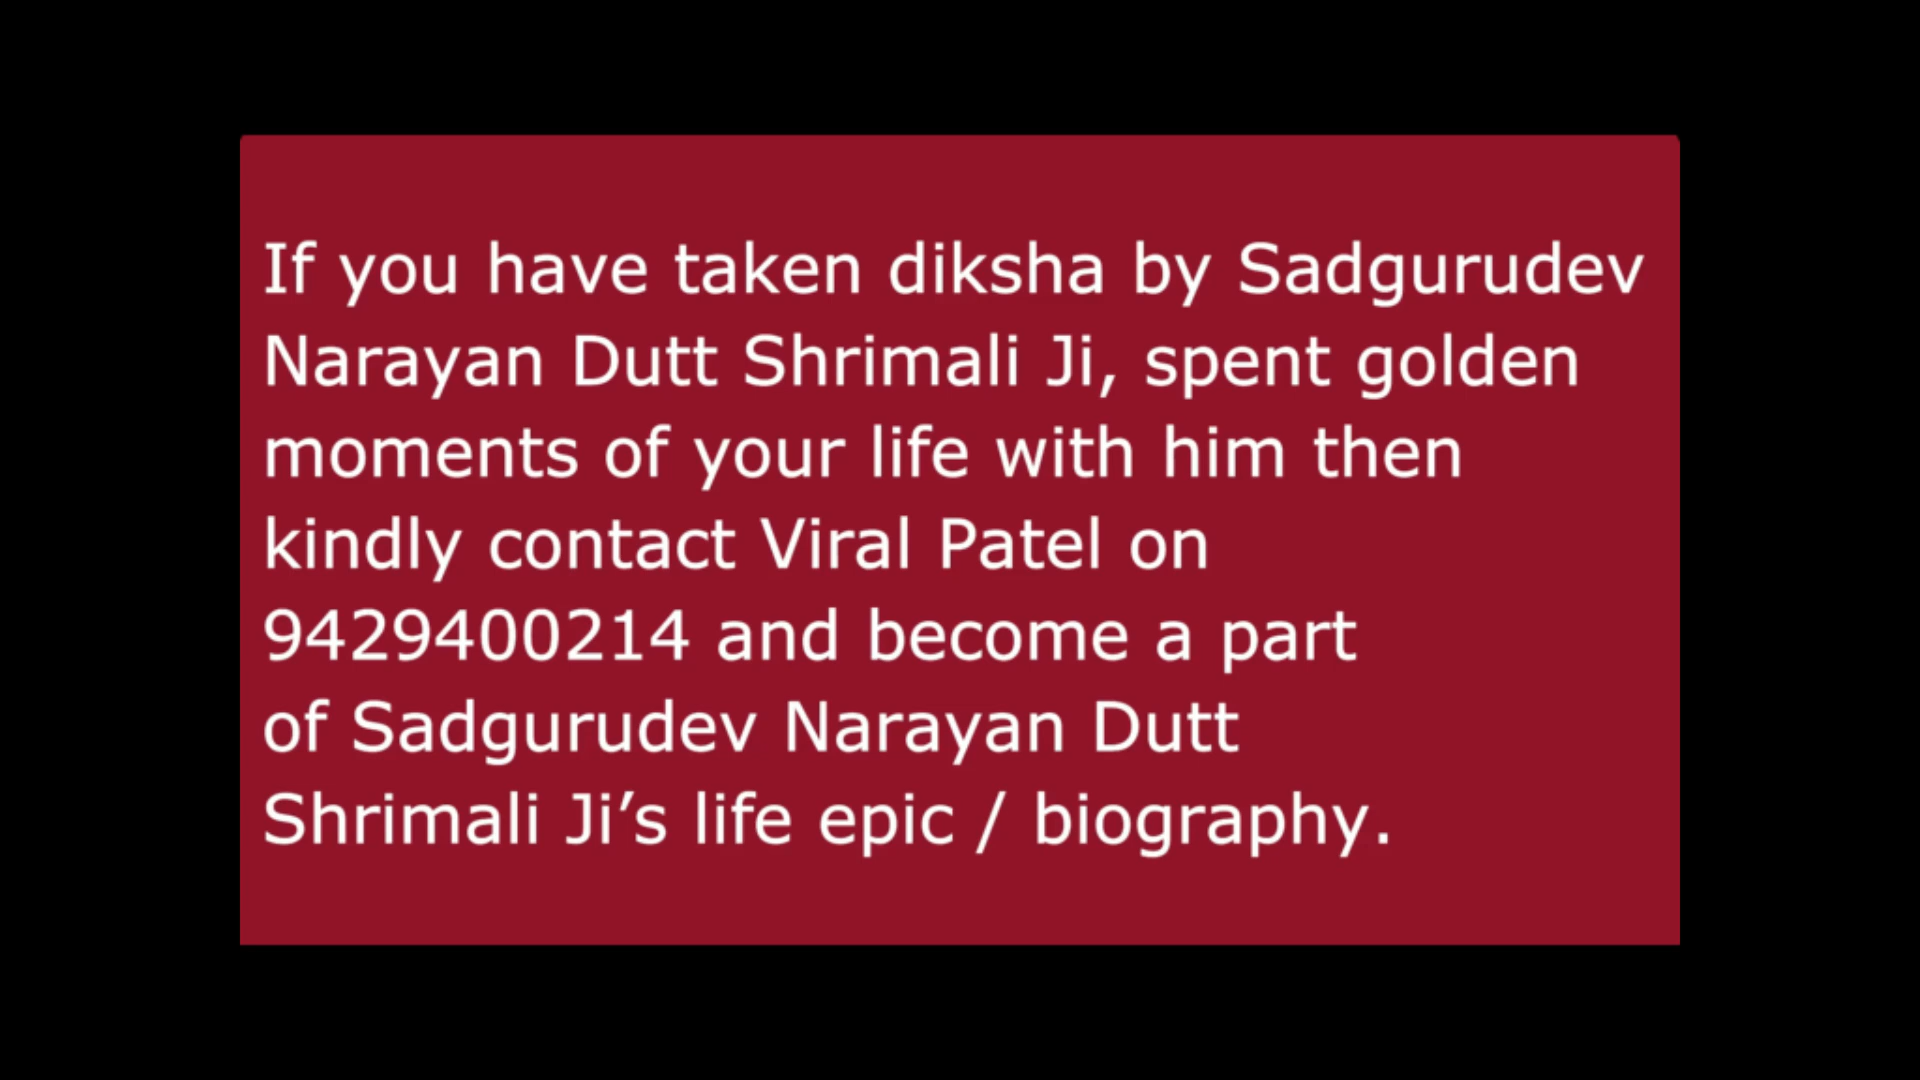 If you have taken diksha by Sadgurudev
Narayan Dutt Shrimali Ji, spent golden
moments of your life with him then
kindly contact Viral Patel on
9429400214 and become a part
of Sadgurudev Narayan Dutt
Shrimali Ji’s life epic / biography.